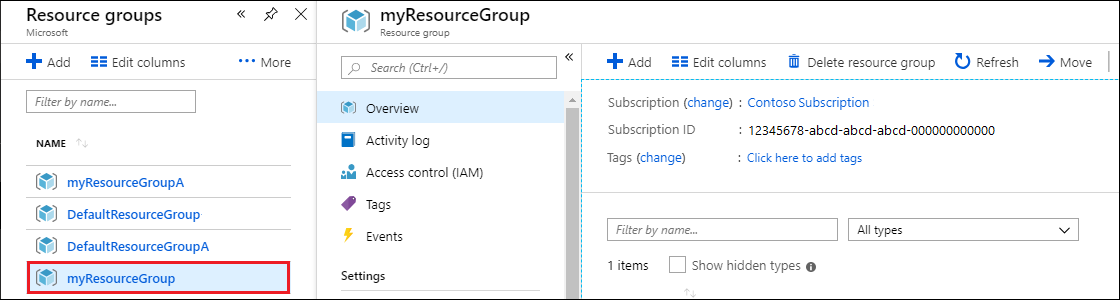 Resource groups
Microsoft
Add Edit columns ··· More
Filter by name...
NAME
myResourceGroupA
DefaultResourceGroup
DefaultResourceGroupA
myResourceGroup
myResourceGroup
Resource group
Search (Ctrl+/)
Overview
Activity log
Access control (IAM)
Tags
Events
Settings
Add Edit columns Delete resource group Refresh Move
Subscription (change) : Contoso Subscription
Subscription ID : 12345678-abcd-abcd-abcd-000000000000
Tags (change) : Click here to add tags
Filter by name... All types
1 items Show hidden types